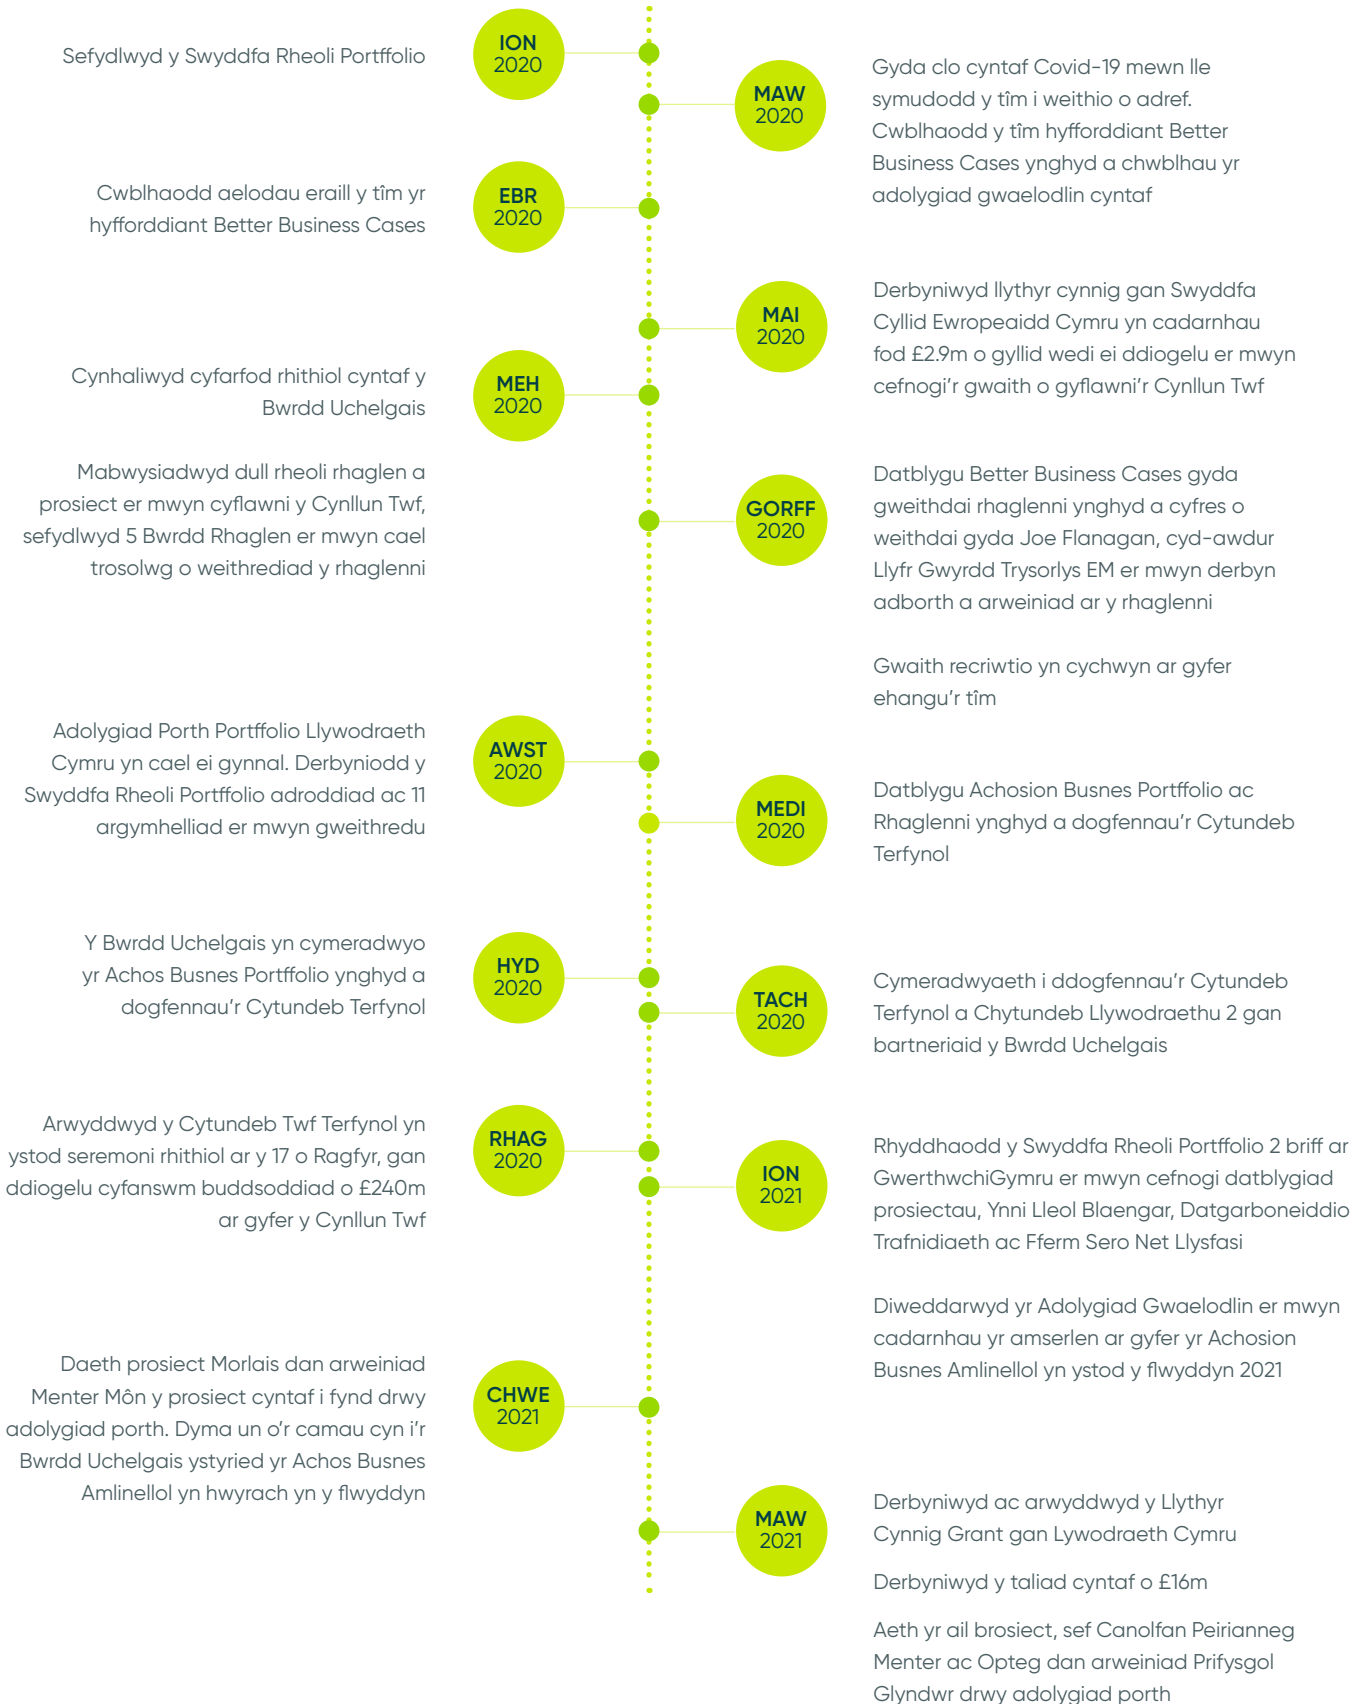 ION
2020
Sefydlwyd y Swyddfa Rheoli Portffolio
MAW
2020
Gyda clo cyntaf Covid-19 mewn lle
symudodd y tîm i weithio o adref.
Cwblhaodd y tîm hyfforddiant Better
Business Cases ynghyd a chwblhau yr
adolygiad gwaelodlin cyntaf
EBR
2020
Cwblhaodd aelodau eraill y tîm yr
hyfforddiant Better Business Cases
MAI
2020
Derbyniwyd llythyr cynnig gan Swyddfa
Cyllid Ewropeaidd Cymru yn cadarnhau
fod £2.9m o gyllid wedi ei ddiogelu er mwyn
cefnogi'r gwaith o gyflawni'r Cynllun Twf
MEH
2020
Cynhaliwyd cyfarfod rhithiol cyntaf y
Bwrdd Uchelgais
Mabwysiadwyd dull rheoli rhaglen a
prosiect er mwyn cyflawni y Cynllun Twf,
sefydlwyd 5 Bwrdd Rhaglen er mwyn cael
trosolwg o weithrediad y rhaglenni
GORFF
2020
Datblygu Better Business Cases gyda
gweithdai rhaglenni ynghyd a cyfres o
weithdai gyda Joe Flanagan, cyd-awdur
Llyfr Gwyrdd Trysorlys EM er mwyn derbyn
adborth a arweiniad ar y rhaglenni
Gwaith recriwtio yn cychwyn ar gyfer
ehangu'r tîm
AWST
2020
Adolygiad Porth Portffolio Llywodraeth
Cymru yn cael ei gynnal. Derbyniodd y
Swyddfa Rheoli Portffolio adroddiad ac 11
argymhelliad er mwyn gweithredu
MEDI
2020
Datblygu Achosion Busnes Portffolio ac
Rhaglenni ynghyd a dogfennau'r Cytundeb
Terfynol
HYD
2020
Y Bwrdd Uchelgais yn cymeradwyo
yr Achos Busnes Portffolio ynghyd a
dogfennau'r Cytundeb Terfynol
TACH
2020
Cymeradwyaeth i ddogfennau'r Cytundeb
Terfynol a Chytundeb Llywodraethu 2 gan
bartneriaid y Bwrdd Uchelgais
RHAG
2020
Arwyddwyd y Cytundeb Twf Terfynol yn
ystod seremoni rhithiol ar y 17 o Ragfyr, gan
ddiogelu cyfanswm buddsoddiad o £240m
ar gyfer y Cynllun Twf
ION
2021
Rhyddhaodd y Swyddfa Rheoli Portffolio 2 briff ar
GwerthwchiGymru er mwyn cefnogi datblygiad
prosiectau, Ynni Lleol Blaengar, Datgarboneiddio
Trafnidiaeth ac Fferm Sero Net Llysfasi
Diweddarwyd yr Adolygiad Gwaelodlin er mwyn
cadarnhau yr amserlen ar gyfer yr Achosion
Busnes Amlinellol yn ystod y flwyddyn 2021
CHWE
2021
Daeth prosiect Morlais dan arweiniad
Menter Môn y prosiect cyntaf i fynd drwy
adolygiad porth. Dyma un o'r camau cyn i'r
Bwrdd Uchelgais ystyried yr Achos Busnes
Amlinellol yn hwyrach yn y flwyddyn
MAW
2021
Derbyniwyd ac arwyddwyd y Llythyr
Cynnig Grant gan Lywodraeth Cymru
Derbyniwyd y taliad cyntaf o £16m
Aeth yr ail brosiect, sef Canolfan Peirianneg
Menter ac Opteg dan arweiniad Prifysgol
Glyndwr drwy adolygiad porth